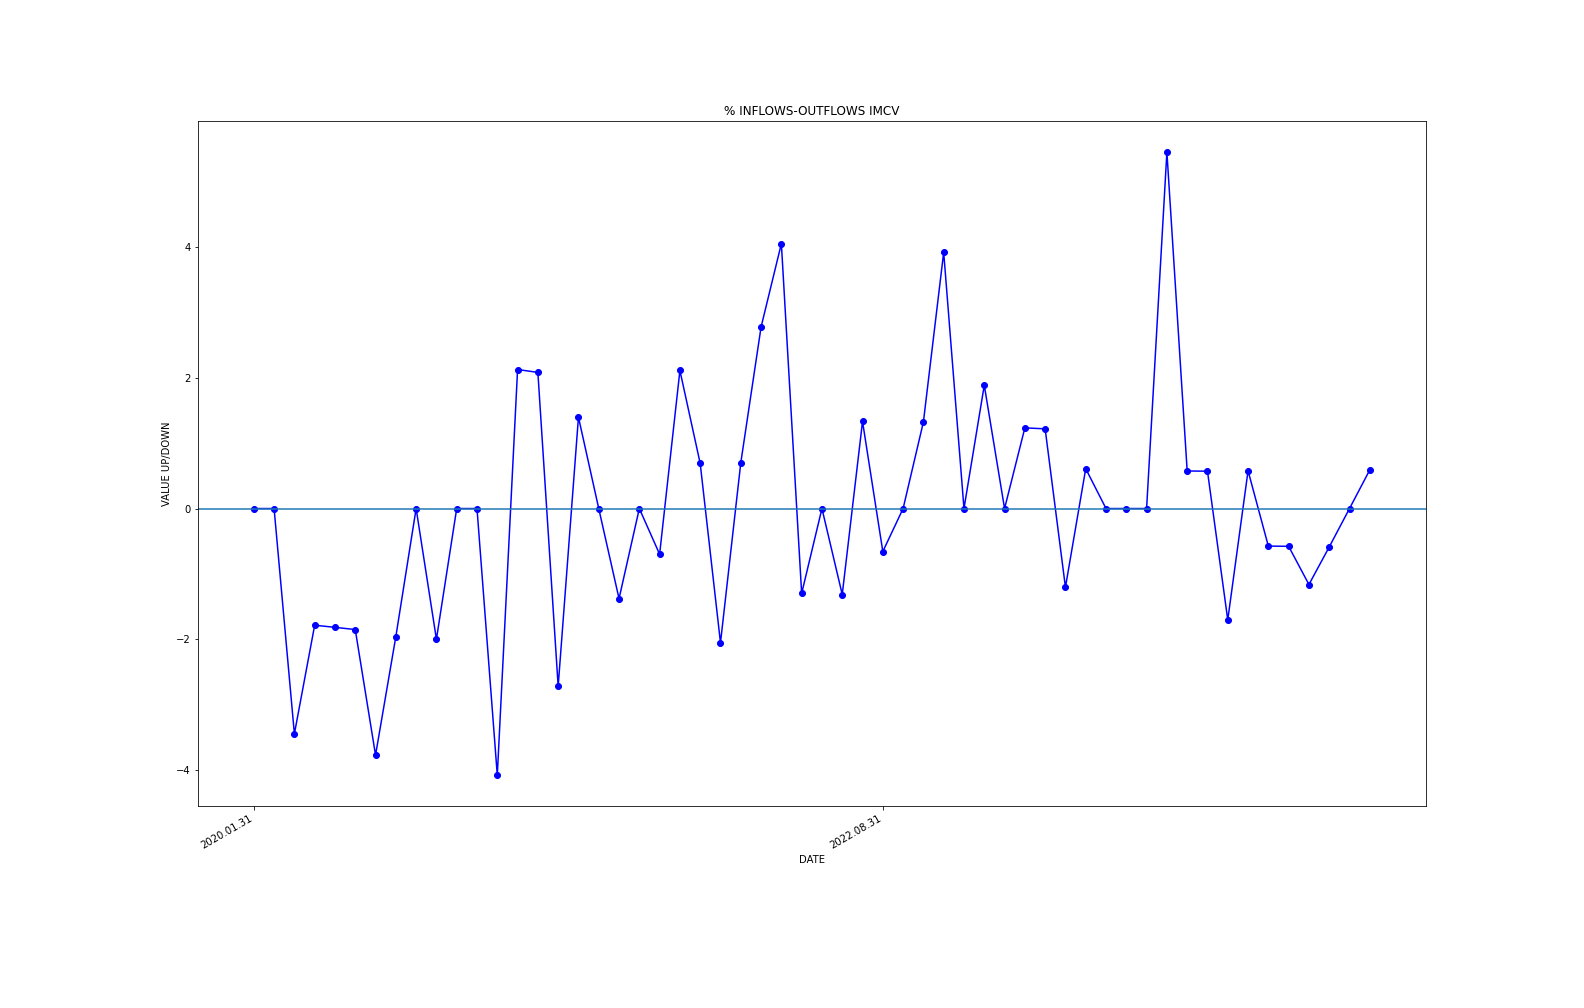 % INFLOWS-OUTFLOWS IMCV
VALUE UP/DOWN
4
2
0
−2
−4
2020.01.31
2022.08.31
DATE